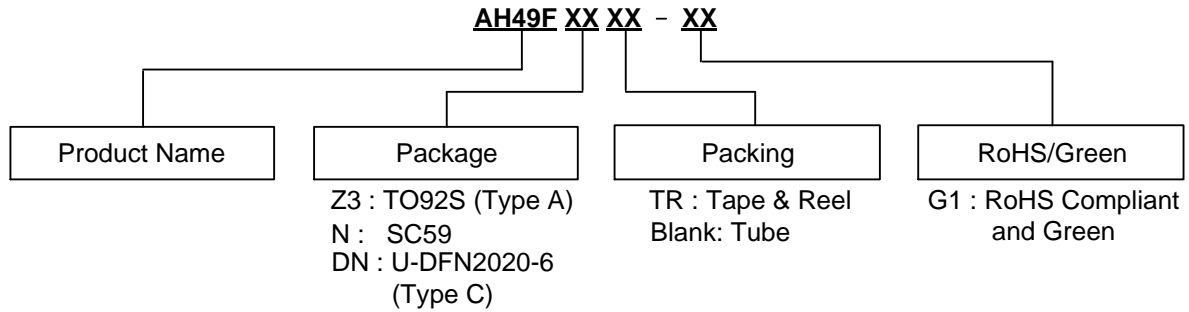 AH49F XX XX - XX
Product Name
Package
Packing
RoHS/Green
Z3 : TO92S (Type A)
N : SC59
DN : U-DFN2020-6
(Type C)
TR : Tape & Reel
Blank: Tube
G1 : RoHS Compliant
and Green